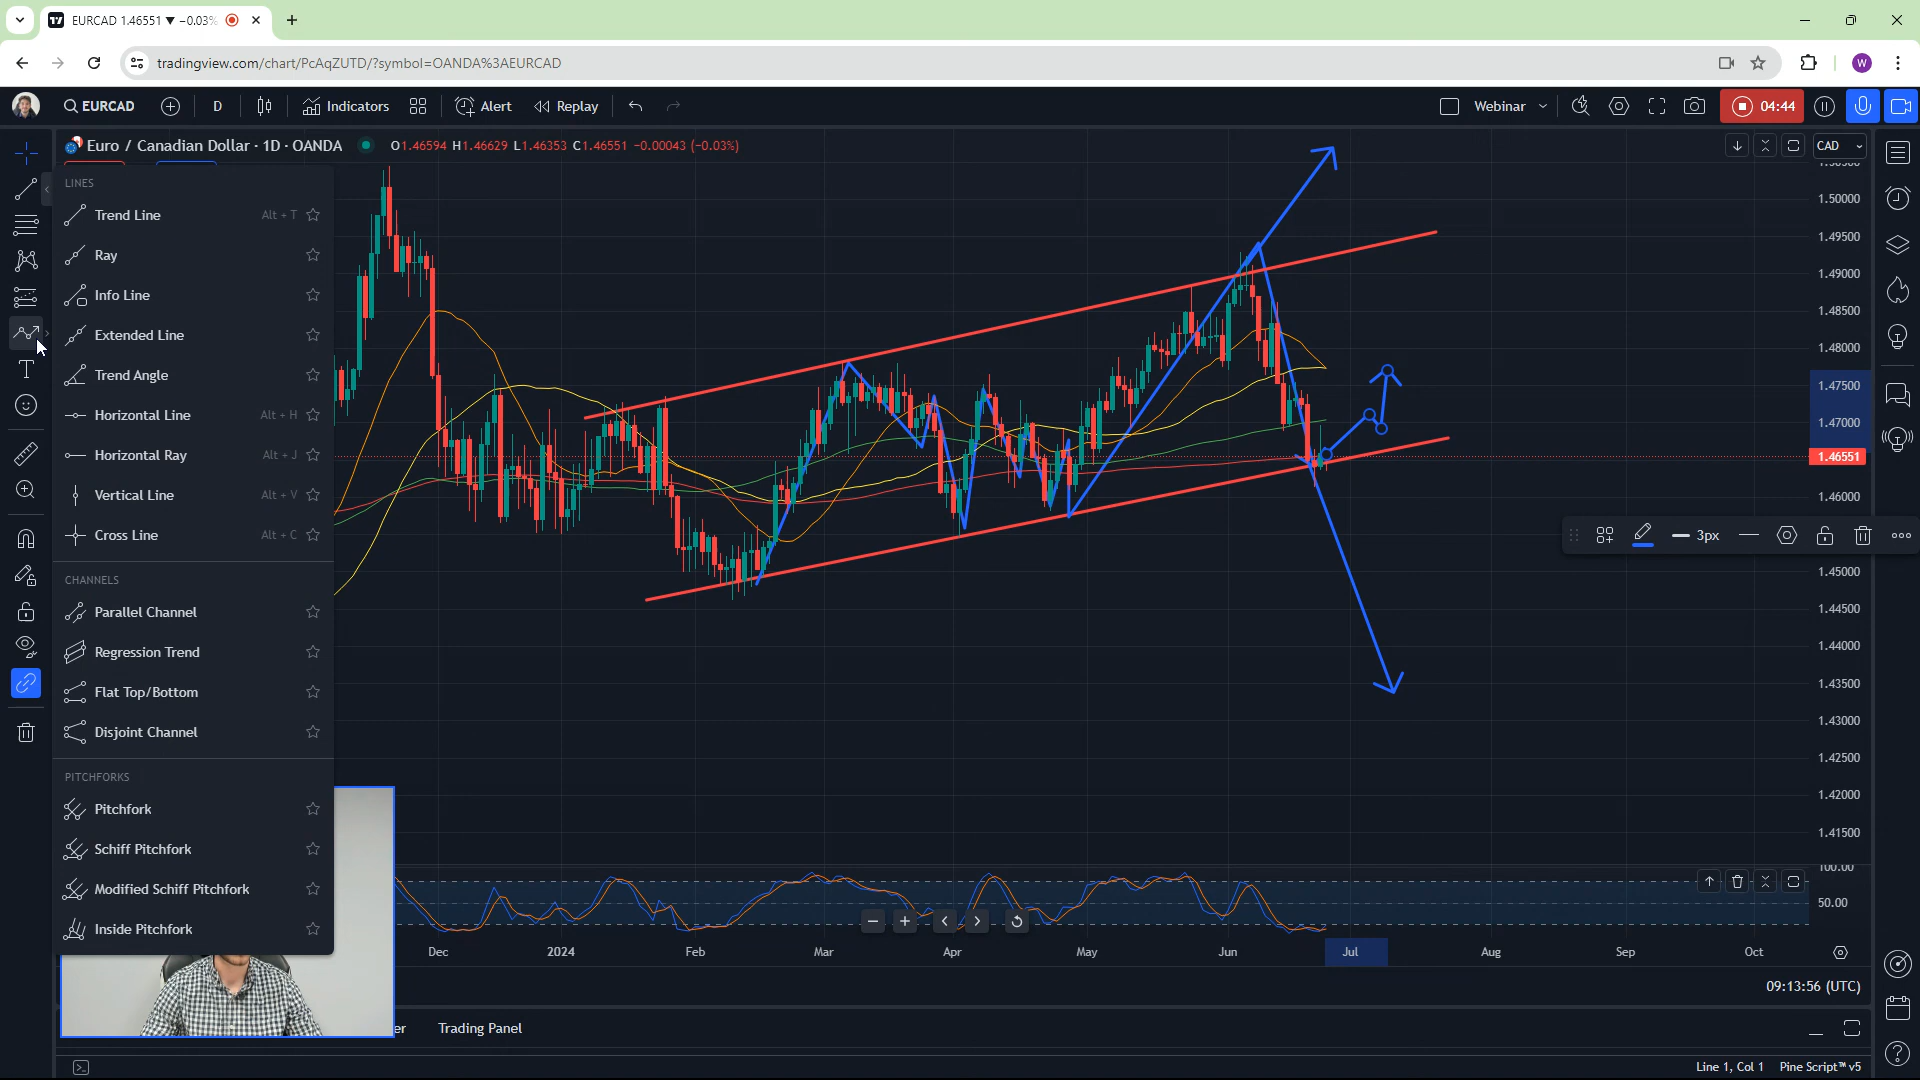 EURCAD 1.46551 ▼ −0.03%
tradingview.com/chart/PcAqZUTD/?symbol=OANDA%3AEURCAD
W
EURCAD
D
Indicators
Alert
Replay
Webinar
04:44
Euro / Canadian Dollar · 1D · OANDA
O1.46594 H1.46629 L1.46353 C1.46551 −0.00043 (−0.03%)
CAD
LINES
Trend Line Alt + T
Ray
Info Line
Extended Line
Trend Angle
Horizontal Line Alt + H
Horizontal Ray Alt + J
Vertical Line Alt + V
Cross Line Alt + C
CHANNELS
Parallel Channel
Regression Trend
Flat Top/Bottom
Disjoint Channel
PITCHFORKS
Pitchfork
Schiff Pitchfork
Modified Schiff Pitchfork
Inside Pitchfork
1.50000
1.49500
1.49000
1.48500
1.48000
1.47500
1.47000
1.46551
1.46000
3px
1.45000
1.44500
1.44000
1.43500
1.43000
1.42500
1.42000
1.41500
100.00
50.00
Dec 2024 Feb Mar Apr May Jun Jul Aug Sep Oct
09:13:56 (UTC)
er
Trading Panel
Line 1, Col 1 Pine Script™ v5